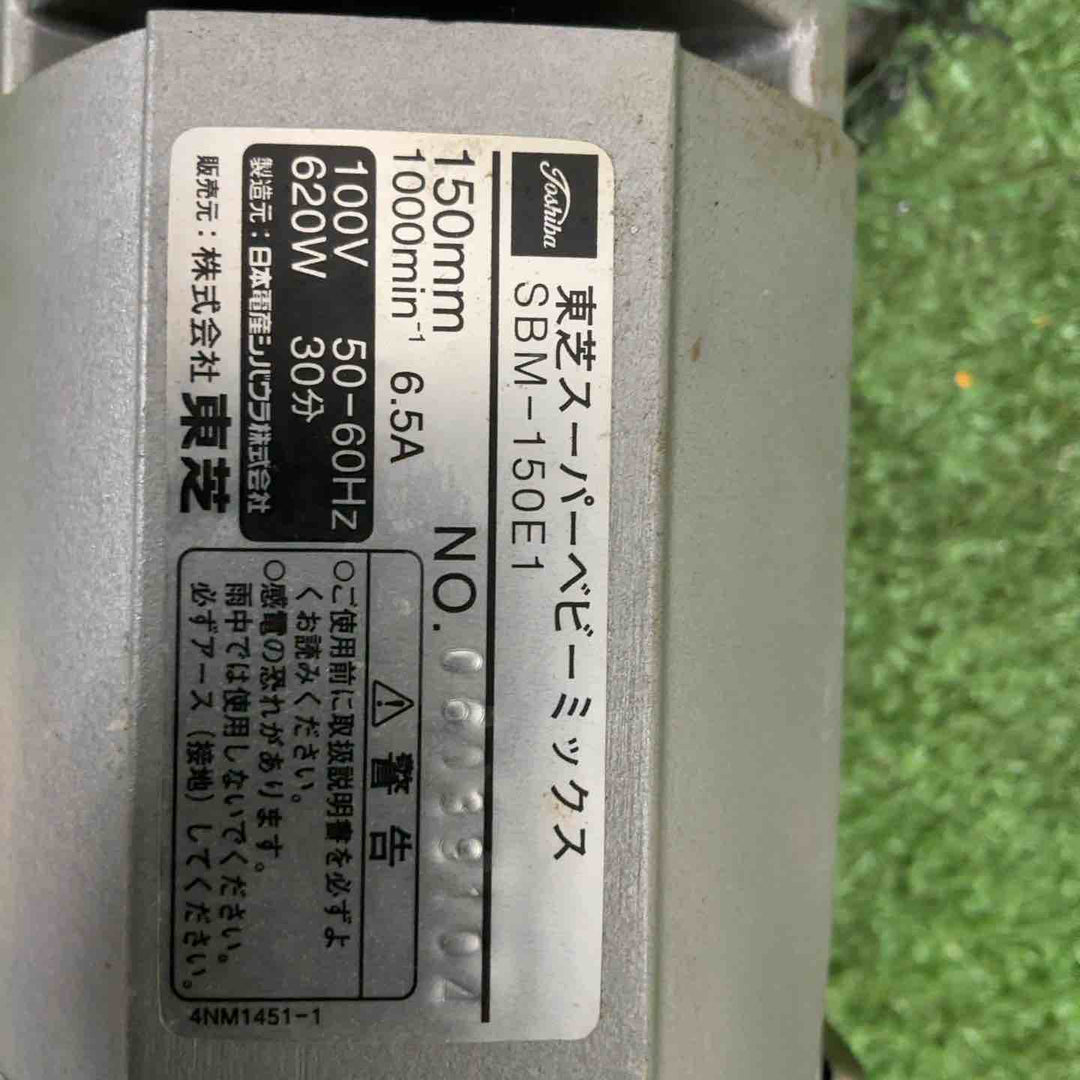 Toshiba
東芝スーパーベビーミックス
SBM-150E1
150mm
1000min⁻¹ 6.5A
NO.
100V 50-60Hz
620W 30分
製造元：日本電産シバウラ株式会社
販売元：株式会社 東芝
⚠ 警告
○ご使用前に取扱説明書を必ずよ
くお読みください。
○感電の恐れがあります。
雨中では使用しないでください。
必ずアース（接地）してください。
4NM1451-1